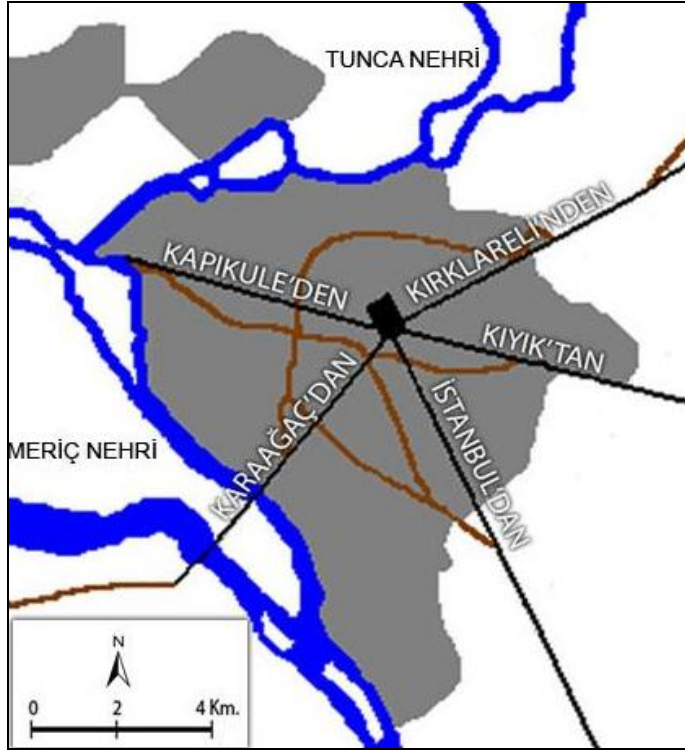 TUNCA NEHRİ
KIRKLARELİ'NDEN
KAPIKULE'DEN
KIYIK'TAN
KARAAĞAÇ'DAN
İSTANBUL'DAN
MERİÇ NEHRİ
N
0 2 4 Km.